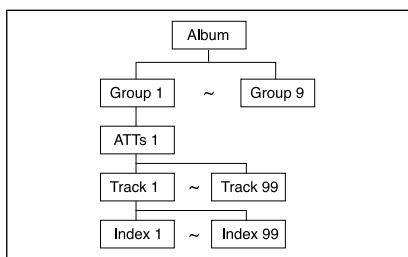 Album
Group 1 ~ Group 9
ATTs 1
Track 1 ~ Track 99
Index 1 ~ Index 99